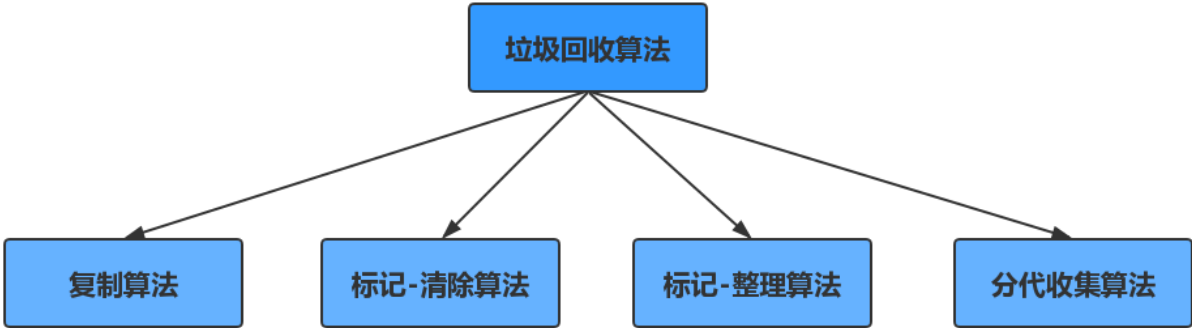 垃圾回收算法
复制算法
标记-清除算法
标记-整理算法
分代收集算法